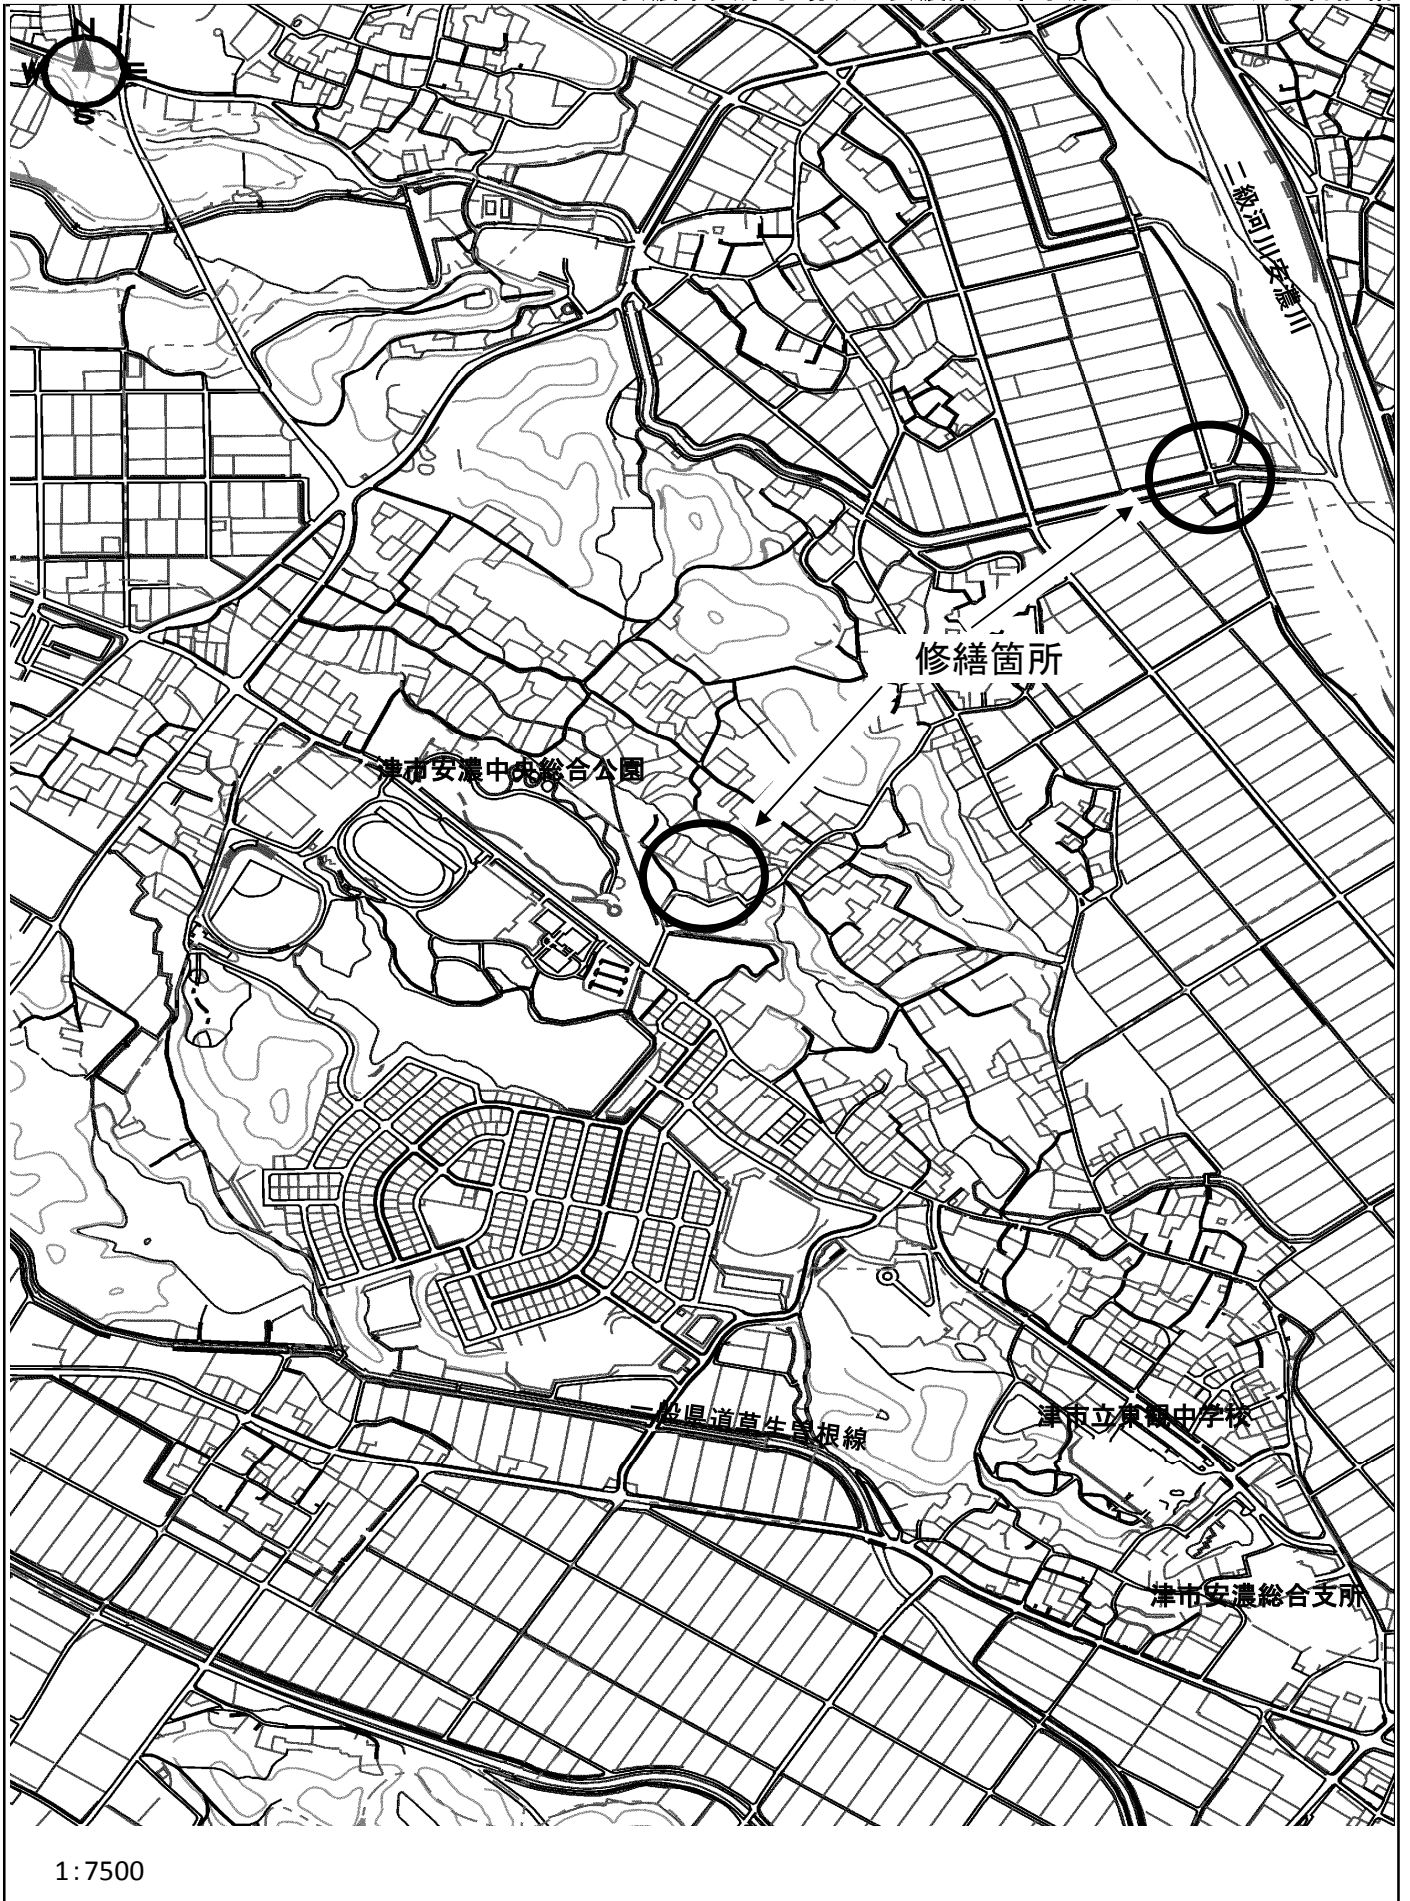 N
W E
S
二級河川安濃川
修繕箇所
津市安濃中央総合公園
一般県道草生曽根線
津市立東観中学校
津市安濃総合支所
1:7500